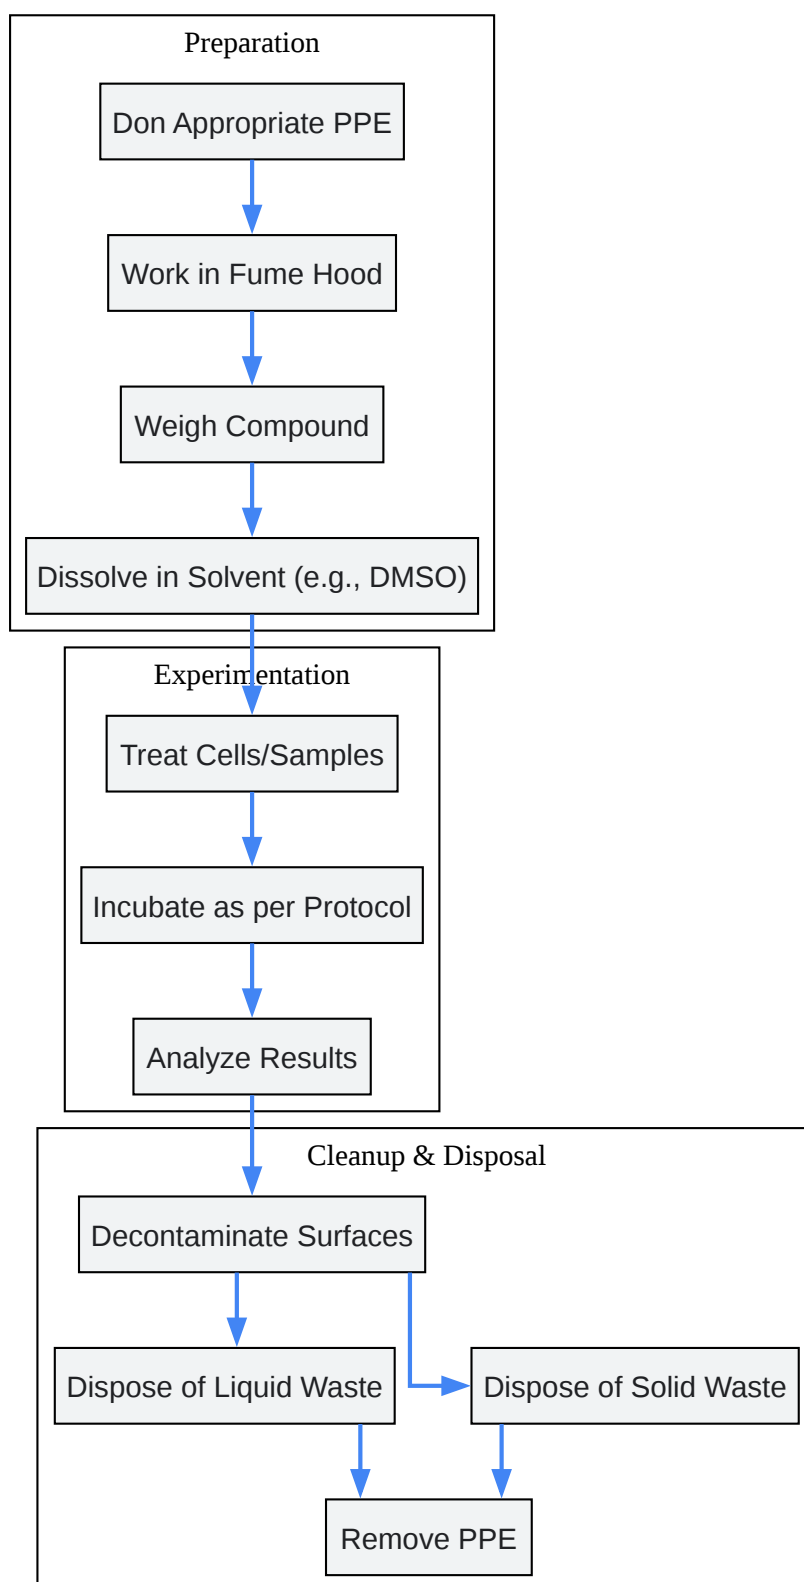 Preparation
Don Appropriate PPE
Work in Fume Hood
Weigh Compound
Dissolve in Solvent (e.g., DMSO)
Experimentation
Treat Cells/Samples
Incubate as per Protocol
Analyze Results
Cleanup & Disposal
Decontaminate Surfaces
Dispose of Liquid Waste
Dispose of Solid Waste
Remove PPE